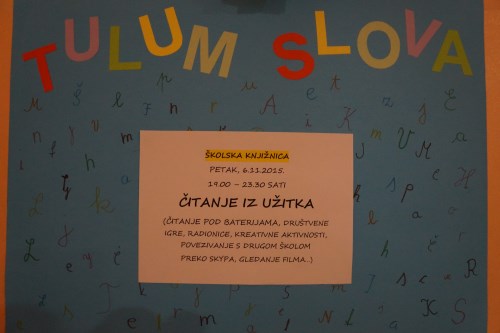 TULUM SLOVA
ŠKOLSKA KNJIŽNICA
PETAK, 6.11.2015.
19.00 – 23.30 SATI
ČITANJE IZ UŽITKA
(ČITANJE POD BATERIJAMA, DRUŠTVENE
IGRE, RADIONICE, KREATIVNE AKTIVNOSTI,
POVEZIVANJE S DRUGOM ŠKOLOM
PREKO SKYPA, GLEDANJE FILMA..)